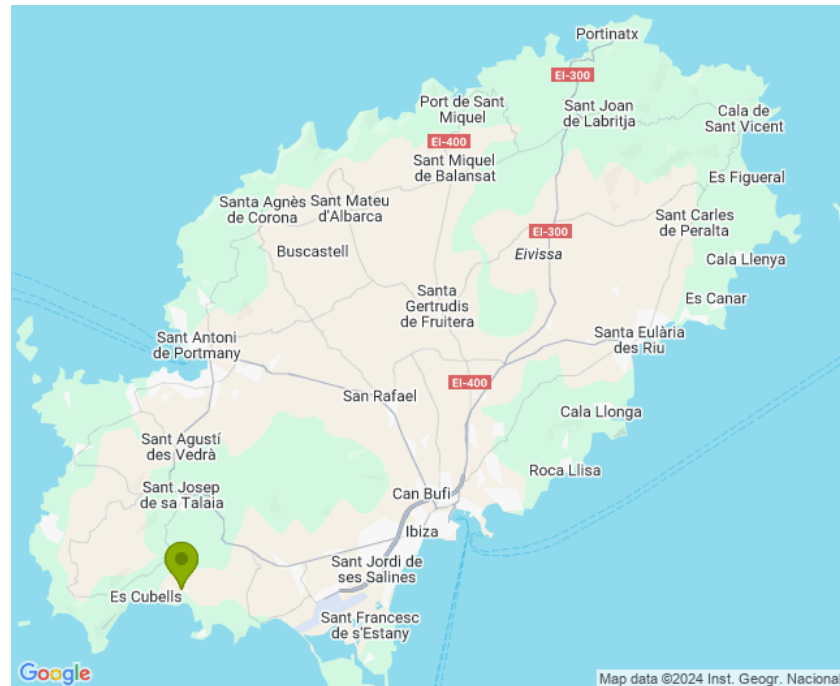 Portinatx
EI-300
Port de Sant
Miquel
Sant Joan
de Labritja
Cala de
Sant Vicent
EI-400
Sant Miquel
de Balansat
Es Figueral
Santa Agnès
de Corona
Sant Mateu
d'Albarca
Sant Carles
de Peralta
EI-300
Buscastell
Eivissa
Cala Llenya
Santa
Gertrudis
de Fruitera
Es Canar
Sant Antoni
de Portmany
Santa Eulària
des Riu
EI-400
San Rafael
Cala Llonga
Sant Agustí
des Vedrà
Roca Llisa
Sant Josep
de sa Talaia
Can Bufi
Ibiza
Sant Jordi de
ses Salines
Es Cubells
Sant Francesc
de s'Estany
Google
Map data ©2024 Inst. Geogr. Nacional